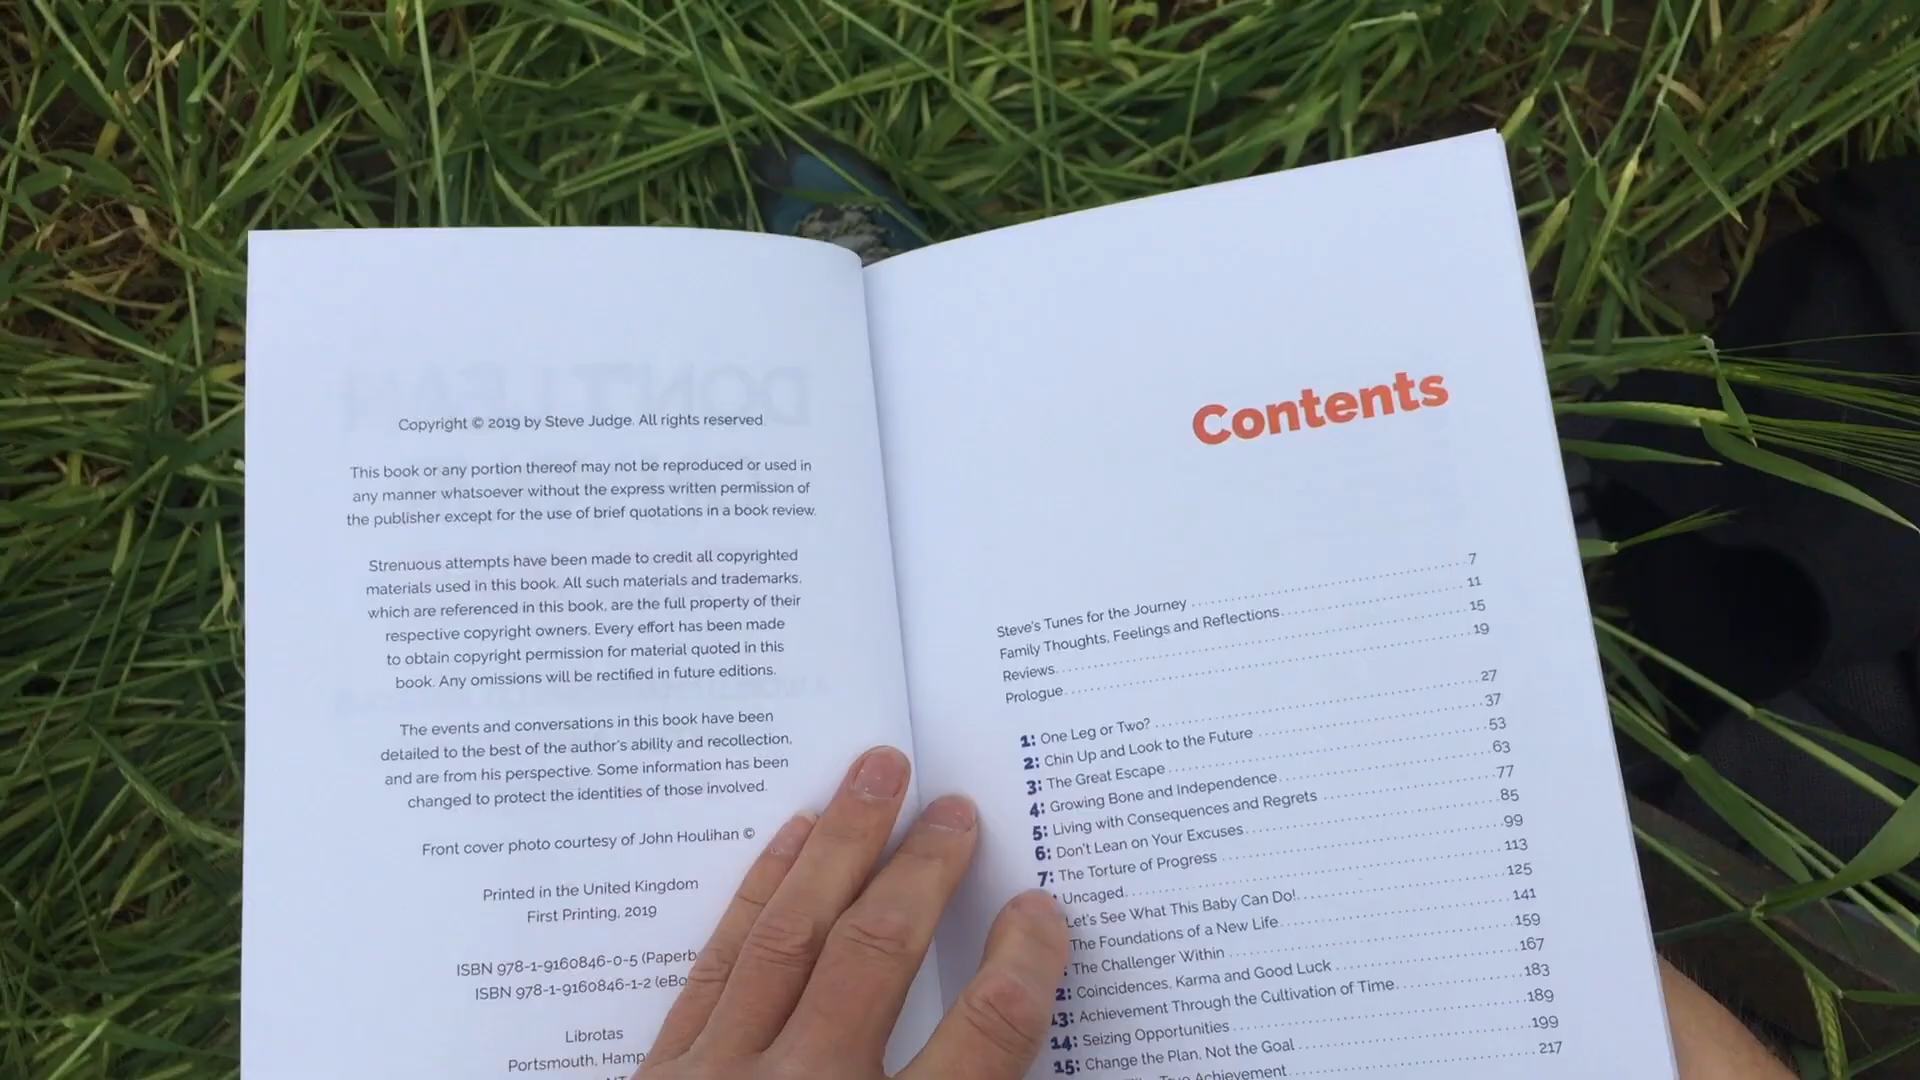 Copyright © 2019 by Steve Judge. All rights reserved
This book or any portion thereof may not be reproduced or used in
any manner whatsoever without the express written permission of
the publisher except for the use of brief quotations in a book review.
Strenuous attempts have been made to credit all copyrighted
materials used in this book. All such materials and trademarks,
which are referenced in this book, are the full property of their
respective copyright owners. Every effort has been made
to obtain copyright permission for material quoted in this
book. Any omissions will be rectified in future editions.
The events and conversations in this book have been
detailed to the best of the author's ability and recollection,
and are from his perspective. Some information has been
changed to protect the identities of those involved.
Front cover photo courtesy of John Houlihan ©
Printed in the United Kingdom
First Printing, 2019
ISBN 978-1-9160846-0-5 (Paperb
ISBN 978-1-9160846-1-2 (eBo
Librotas
Portsmouth, Hamp
Contents
Steve's Tunes for the Journey 7
Family Thoughts, Feelings and Reflections 11
Reviews 15
Prologue 19
1: One Leg or Two? 27
2: Chin Up and Look to the Future 37
3: The Great Escape 53
4: Growing Bone and Independence 63
5: Living with Consequences and Regrets 77
6: Don't Lean on Your Excuses 85
7: The Torture of Progress 99
Uncaged 113
Let's See What This Baby Can Do! 125
The Foundations of a New Life 141
: The Challenger Within 159
2: Coincidences, Karma and Good Luck 167
13: Achievement Through the Cultivation of Time 183
14: Seizing Opportunities 189
15: Change the Plan, Not the Goal 199
True Achievement 217